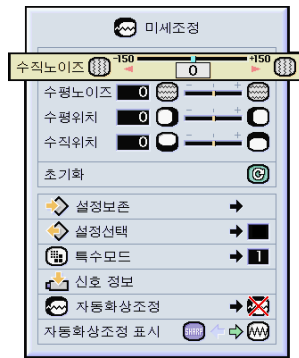 미세조정
수직노이즈 -150 0 +150
수평노이즈 0 - +
수평위치 0 - +
수직위치 0 - +
초기화
설정보존
설정선택
특수모드 1
신호 정보
자동화상조정
자동화상조정 표시 SHARP